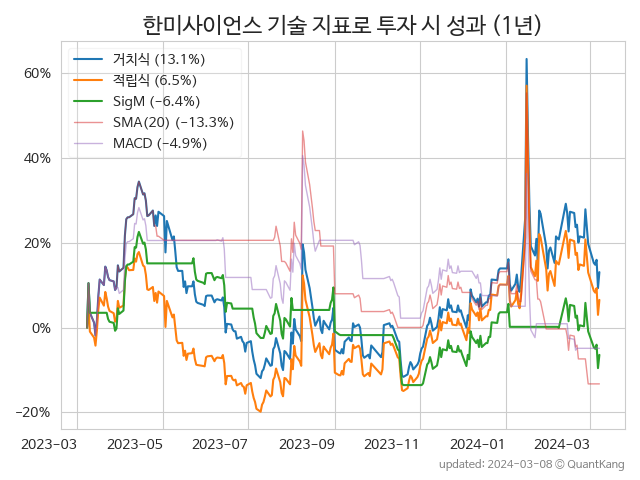 한미사이언스 기술 지표로 투자 시 성과 (1년)
거치식 (13.1%)
적립식 (6.5%)
SigM (−6.4%)
SMA(20) (−13.3%)
MACD (−4.9%)
60%
40%
20%
0%
−20%
2023−03 2023−05 2023−07 2023−09 2023−11 2024−01 2024−03
updated: 2024−03−08 © QuantKang